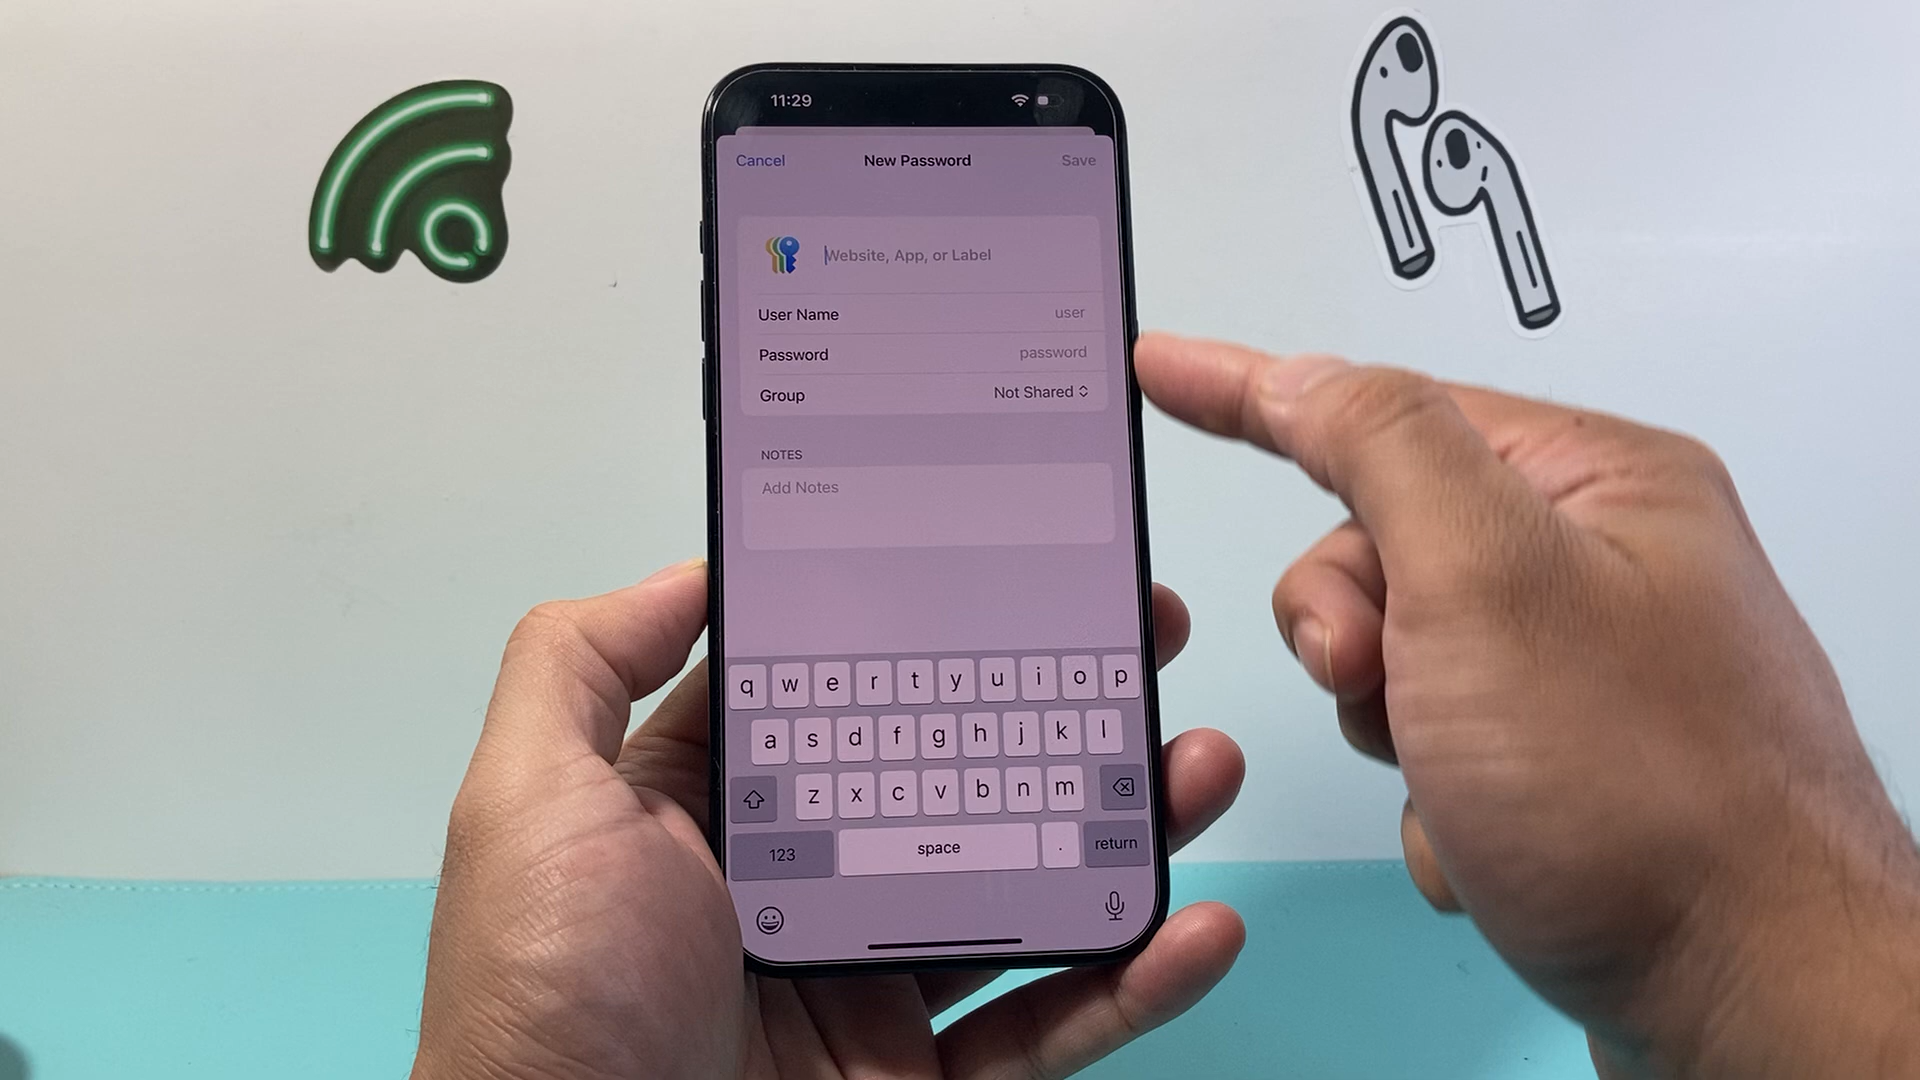 11:29
Cancel New Password Save
Website, App, or Label
User Name user
Password password
Group Not Shared
NOTES
Add Notes
q w e r t y u i o p
a s d f g h j k l
z x c v b n m
123 space . return